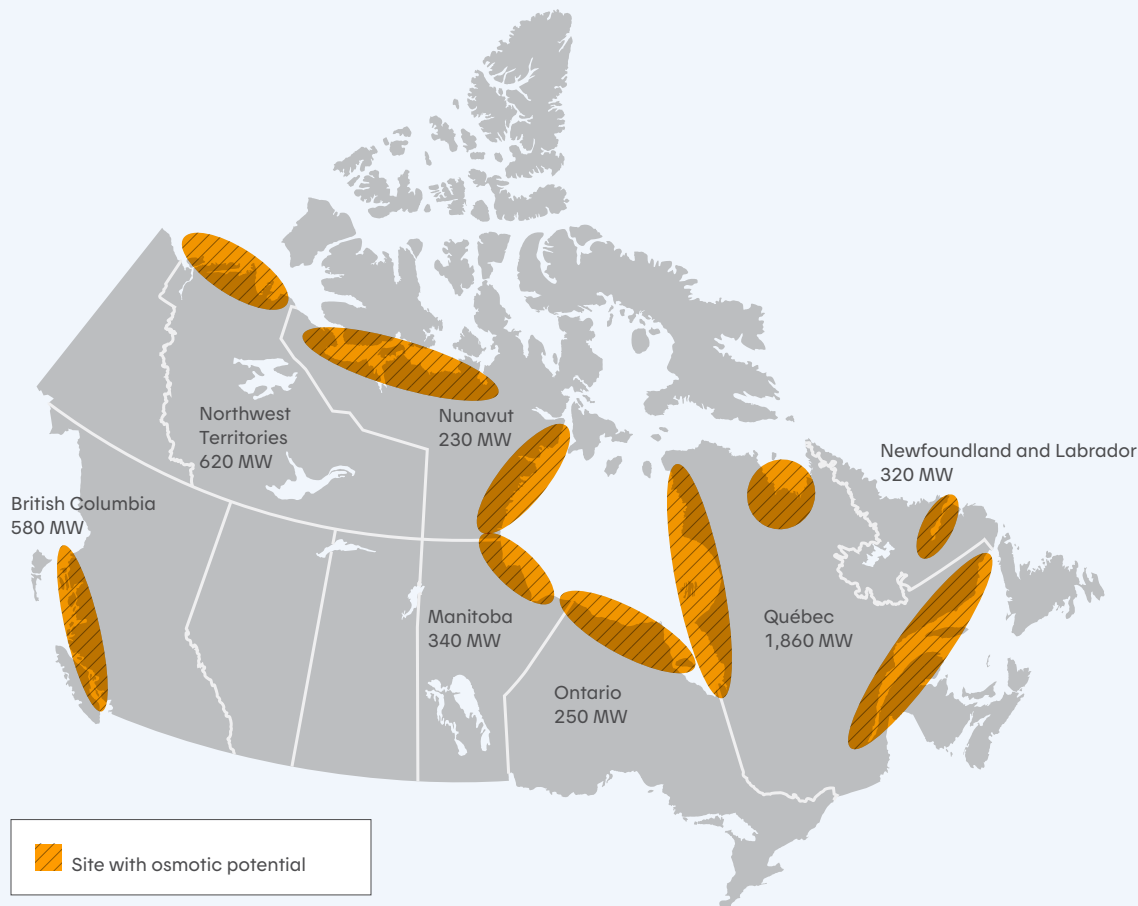 Northwest
Territories
620 MW
Nunavut
230 MW
Newfoundland and Labrador
320 MW
British Columbia
580 MW
Manitoba
340 MW
Québec
1,860 MW
Ontario
250 MW
Site with osmotic potential